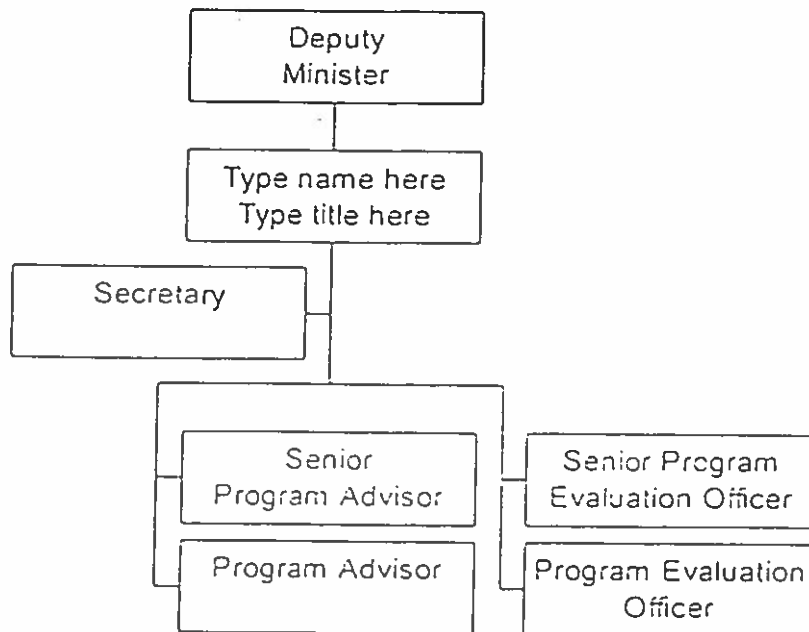 Deputy
Minister
Type name here
Type title here
Secretary
Senior
Program Advisor
Senior Program
Evaluation Officer
Program Advisor
Program Evaluation
Officer